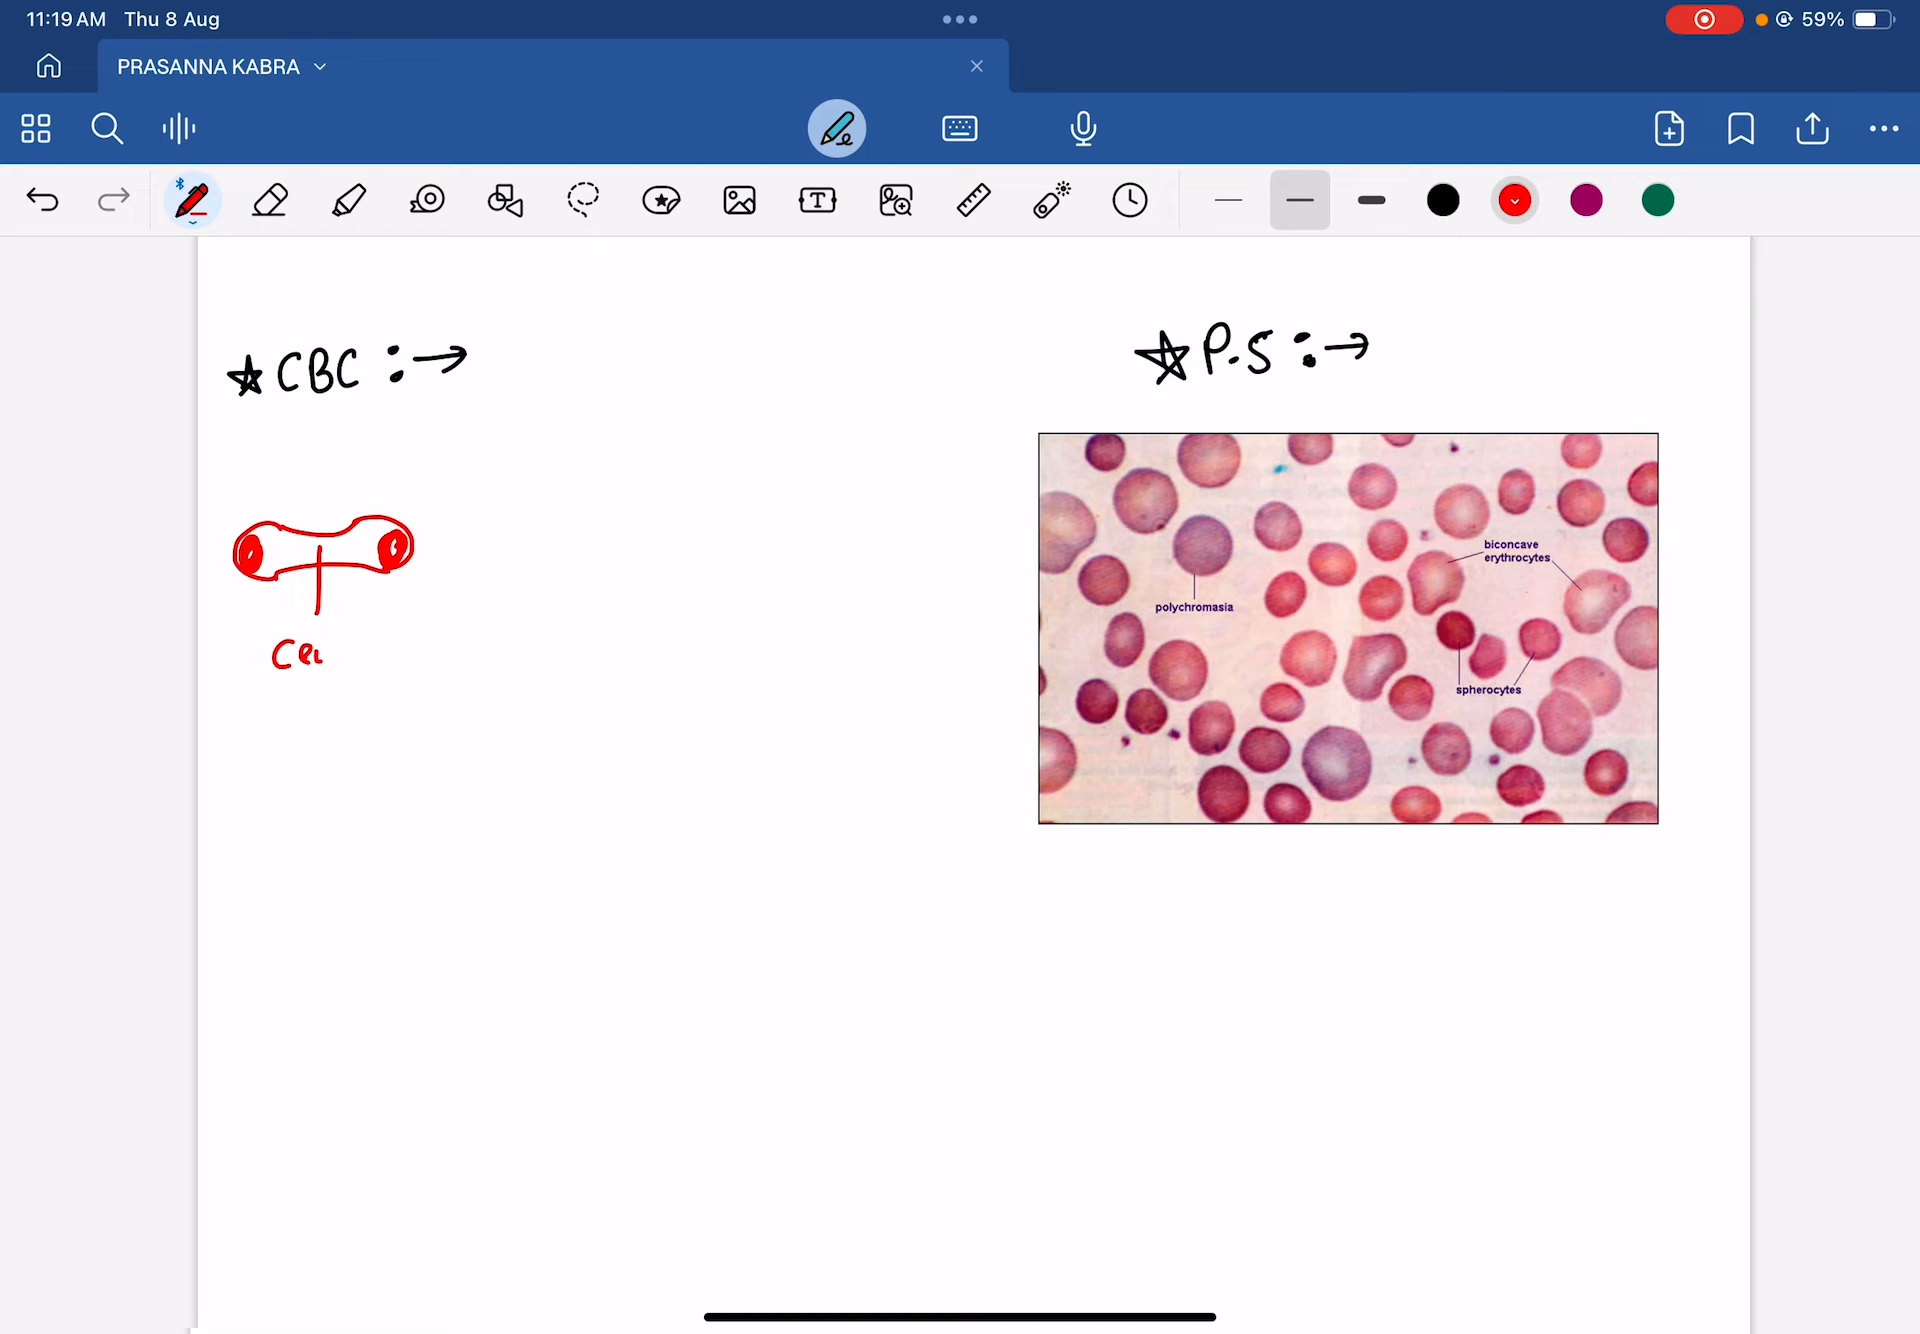 11:19 AM Thu 8 Aug
59%
PRASANNA KABRA
CBC :→
P.S :→
biconcave
erythrocytes
polychromasia
spherocytes